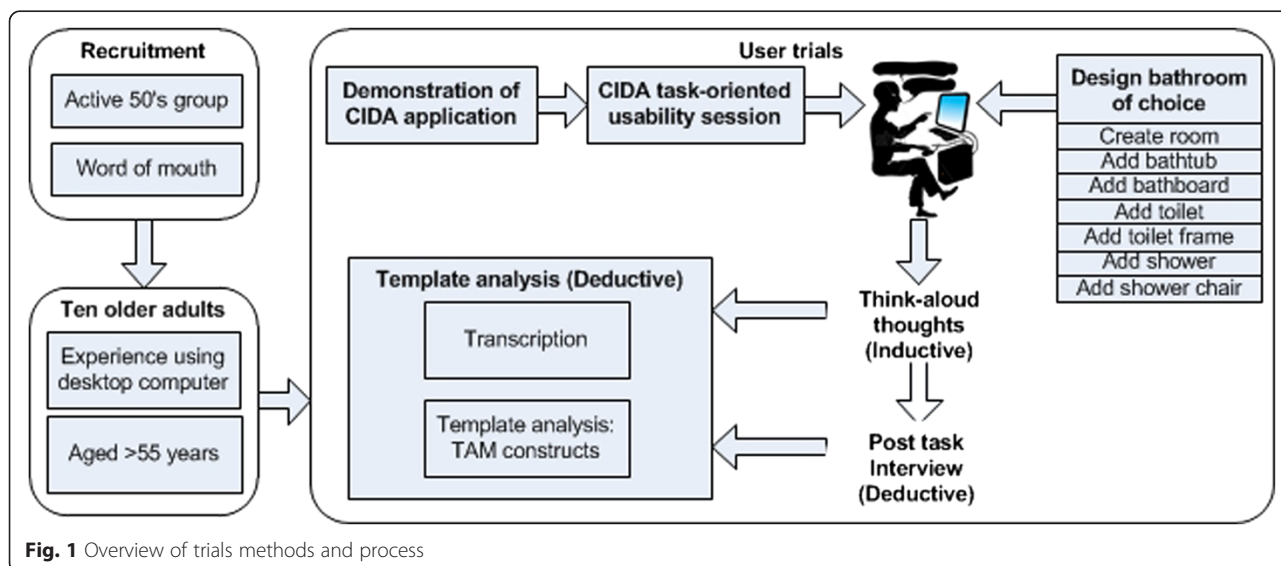 Recruitment
Active 50's group
Word of mouth
Ten older adults
Experience using
desktop computer
Aged >55 years
User trials
Demonstration of
CIDA application
CIDA task-oriented
usability session
Design bathroom
of choice
Create room
Add bathtub
Add bathboard
Add toilet
Add toilet frame
Add shower
Add shower chair
Think-aloud
thoughts
(Inductive)
Post task
Interview
(Deductive)
Template analysis (Deductive)
Transcription
Template analysis:
TAM constructs
Fig. 1 Overview of trials methods and process